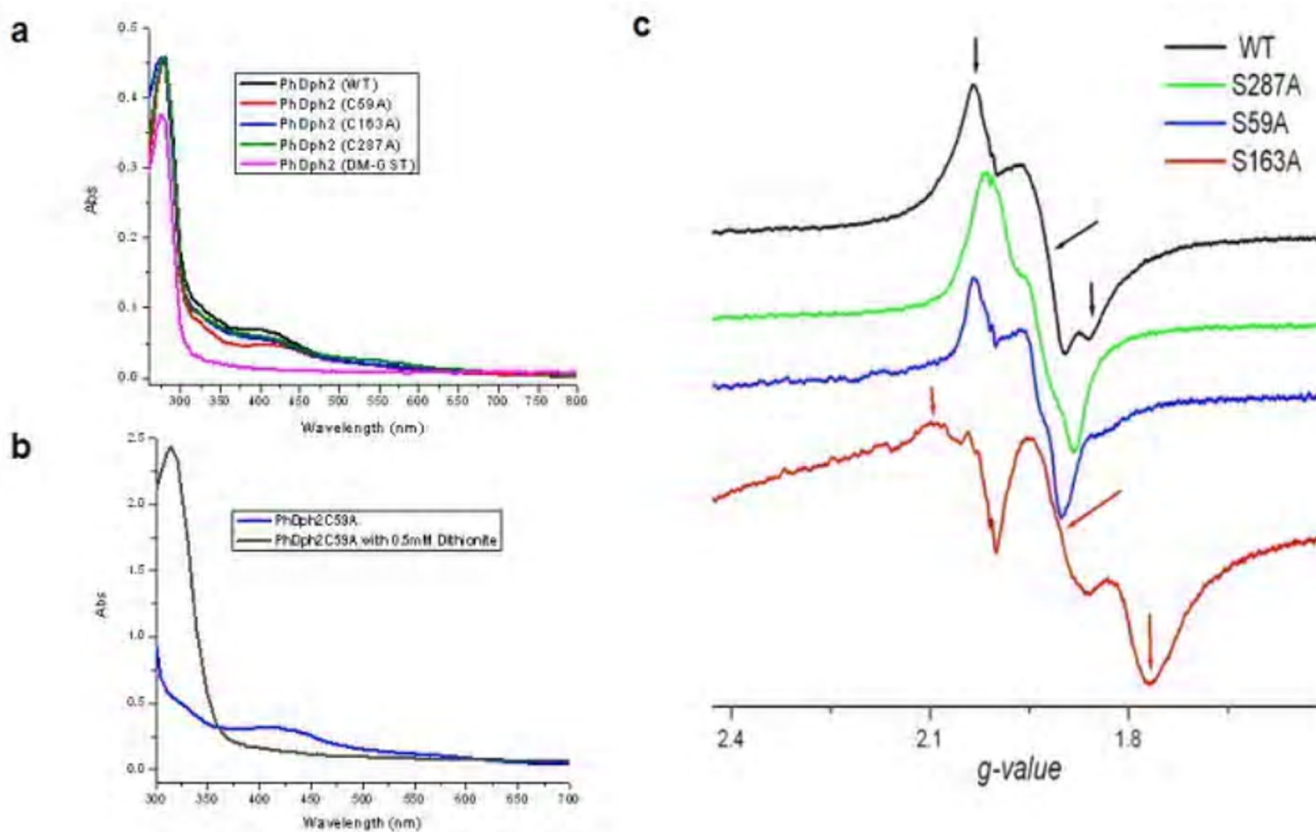 a
0.5
0.4
0.3
0.2
0.1
0.0
Abs
PhDph2 (WT)
PhDph2 (C59A)
PhDph2 (C163A)
PhDph2 (C287A)
PhDph2 (DM-GST)
300 350 400 450 500 550 600 650 700 750 800
Wavelength (nm)
b
2.5
2.0
1.5
1.0
0.5
0.0
Abs
PhDph2C59A.
PhDph2C59A with 0.5mM Dithionite
300 350 400 450 500 550 600 650 700
Wavelength (nm)
c
WT
S287A
S59A
S163A
2.4 2.1 1.8
g-value